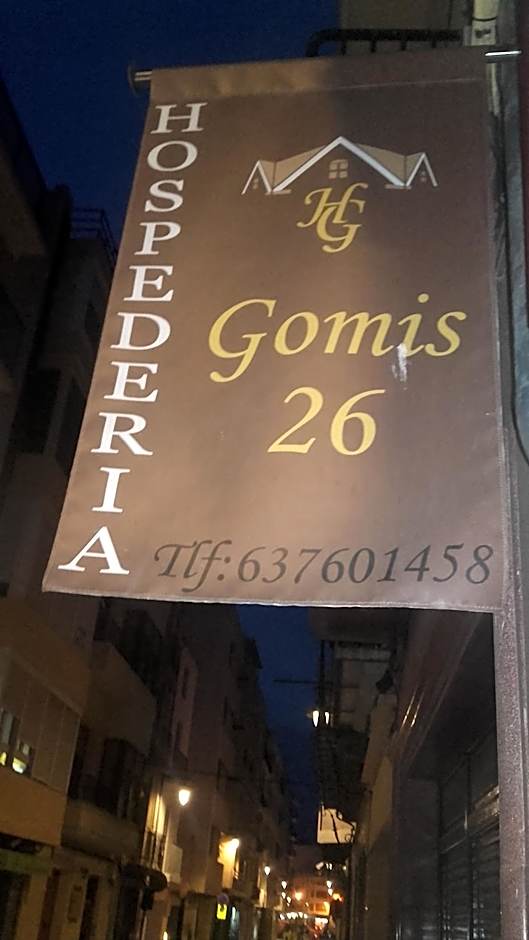 HOSPEDERIA
HG
Gomis
26
Tlf: 637601458